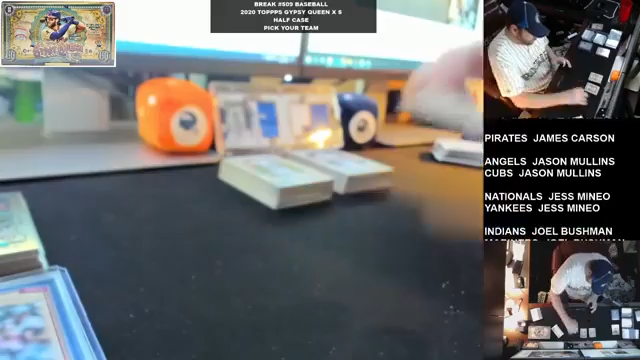 BREAK #509 BASEBALL
2020 TOPPPS GYPSY QUEEN X 5
HALF CASE
PICK YOUR TEAM
PIRATES JAMES CARSON
ANGELS JASON MULLINS
CUBS JASON MULLINS
NATIONALS JESS MINEO
YANKEES JESS MINEO
INDIANS JOEL BUSHMAN